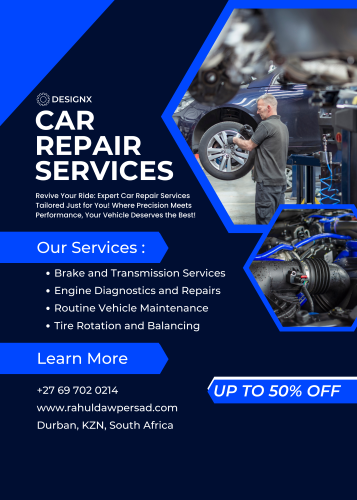 DESIGNX
CAR
REPAIR
SERVICES
Revive Your Ride: Expert Car Repair Services
Tailored Just for You! Where Precision Meets
Performance, Your Vehicle Deserves the Best!
Our Services :
• Brake and Transmission Services
• Engine Diagnostics and Repairs
• Routine Vehicle Maintenance
• Tire Rotation and Balancing
Learn More
+27 69 702 0214
www.rahuldawpersad.com
Durban, KZN, South Africa
UP TO 50% OFF